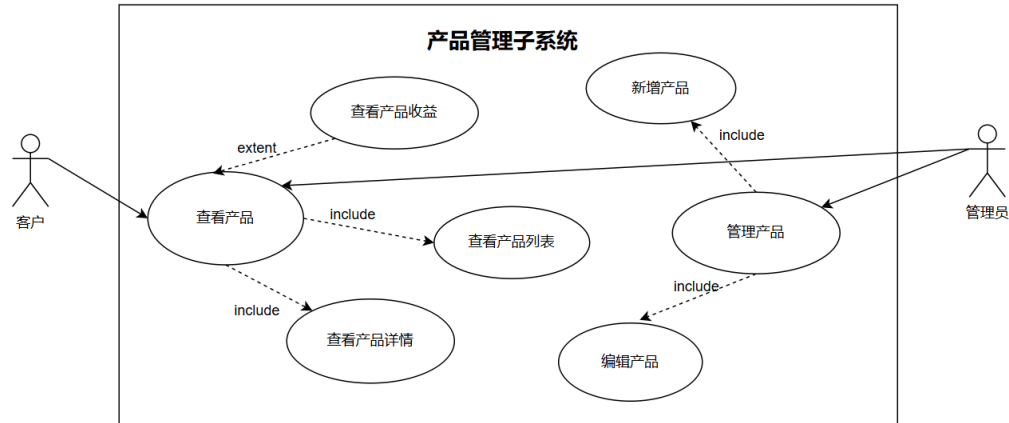 产品管理子系统
查看产品收益
新增产品
extent
include
客户
查看产品
include
查看产品列表
管理产品
管理员
include
查看产品详情
include
编辑产品